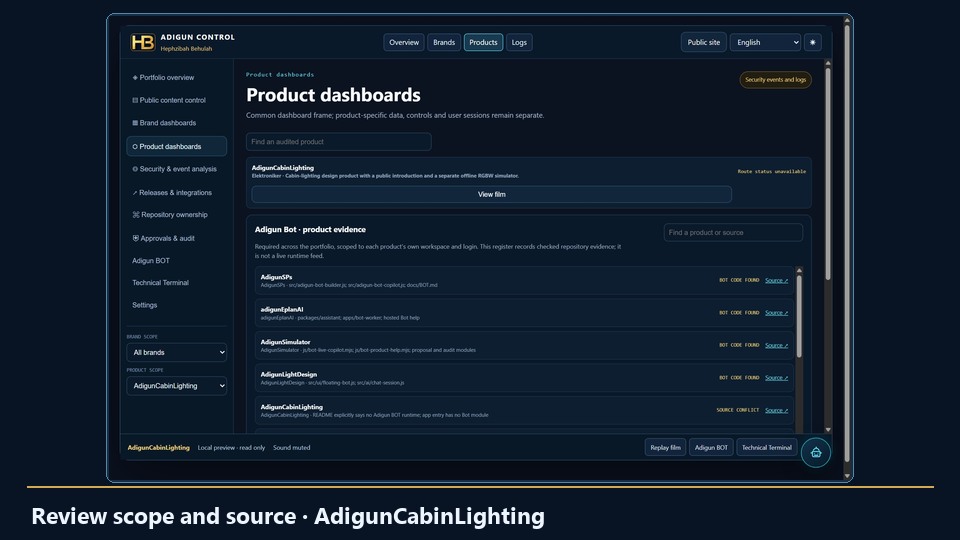 HB
ADIGUN CONTROL
Hephzibah Behulah
Overview
Brands
Products
Logs
Public site
English
Portfolio overview
Public content control
Brand dashboards
Product dashboards
Security & event analysis
Releases & integrations
Repository ownership
Approvals & audit
Adigun BOT
Technical Terminal
Settings
BRAND SCOPE
All brands
PRODUCT SCOPE
AdigunCabinLighting
Product dashboards
Product dashboards
Common dashboard frame; product-specific data, controls and user sessions remain separate.
Security events and logs
Find an audited product
AdigunCabinLighting
Elektroniker · Cabin-lighting design product with a public introduction and a separate offline RGBW simulator.
Route status unavailable
View film
Adigun Bot · product evidence
Required across the portfolio, scoped to each product's own workspace and login. This register records checked repository evidence; it
is not a live runtime feed.
Find a product or source
AdigunSPs
AdigunSPs · src/adigun-bot-builder.js; src/adigun-bot-copilot.js; docs/BOT.md
BOT CODE FOUND Source ↗
adigunEplanAI
adigunEplanAI · packages/assistant; apps/bot-worker; hosted Bot help
BOT CODE FOUND Source ↗
AdigunSimulator
AdigunSimulator · js/bot-live-copilot.mjs; js/bot-product-help.mjs; proposal and audit modules
BOT CODE FOUND Source ↗
AdigunLightDesign
AdigunLightDesign · src/ui/floating-bot.js; src/ai/chat-session.js
BOT CODE FOUND Source ↗
AdigunCabinLighting
AdigunCabinLighting · README explicitly says no Adigun BOT runtime; app entry has no Bot module
SOURCE CONFLICT Source ↗
AdigunCabinLighting Local preview · read only Sound muted
Replay film
Adigun BOT
Technical Terminal
Review scope and source · AdigunCabinLighting